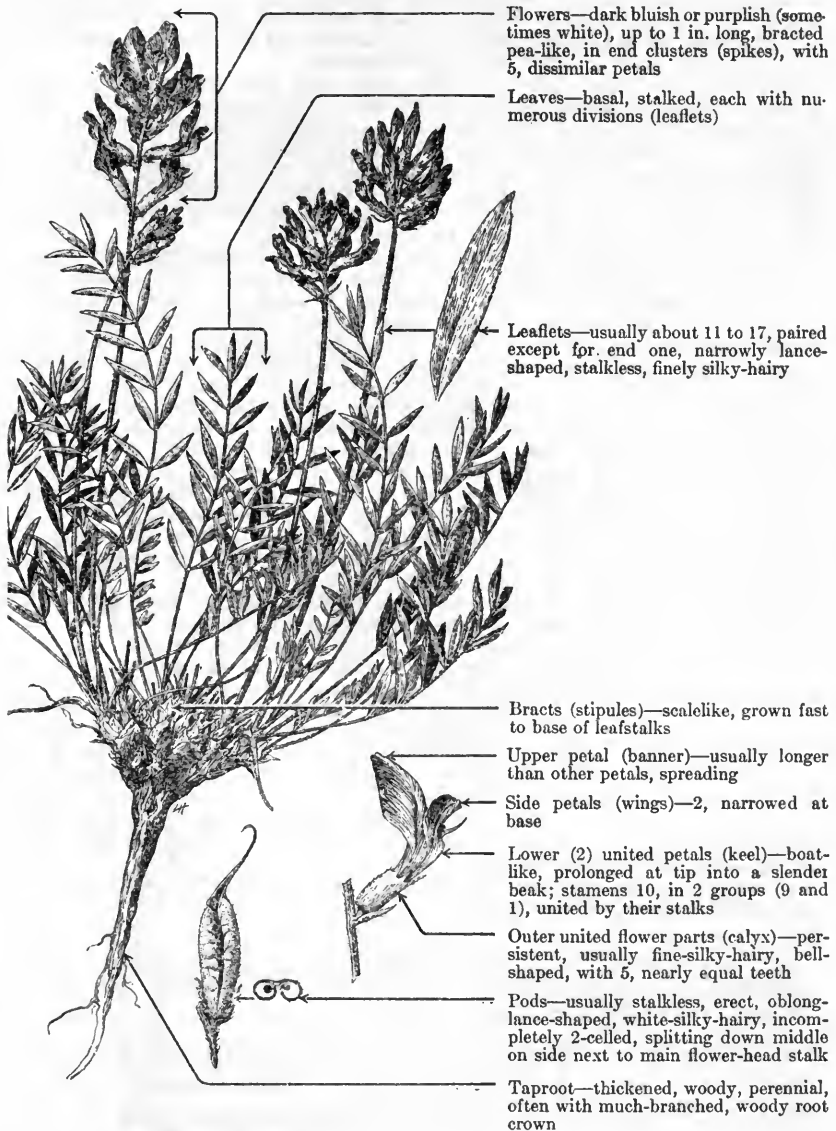 Flowers—dark bluish or purplish (some-
times white), up to 1 in. long, bracted
pea-like, in end clusters (spikes), with
5, dissimilar petals
Leaves—basal, stalked, each with nu-
merous divisions (leaflets)
Leaflets—usually about 11 to 17, paired
except for. end one, narrowly lance-
shaped, stalkless, finely silky-hairy
Bracts (stipules)—scalelike, grown fast
to base of leafstalks
Upper petal (banner)—usually longer
than other petals, spreading
Side petals (wings)—2, narrowed at
base
Lower (2) united petals (keel)—boat-
like, prolonged at tip into a slender
beak; stamens 10, in 2 groups (9 and
1), united by their stalks
Outer united flower parts (calyx)—per-
sistent, usually fine-silky-hairy, bell-
shaped, with 5, nearly equal teeth
Pods—usually stalkless, erect, oblong-
lance-shaped, white-silky-hairy, incom-
pletely 2-celled, splitting down middle
on side next to main flower-head stalk
Taproot—thickened, woody, perennial,
often with much-branched, woody root
crown